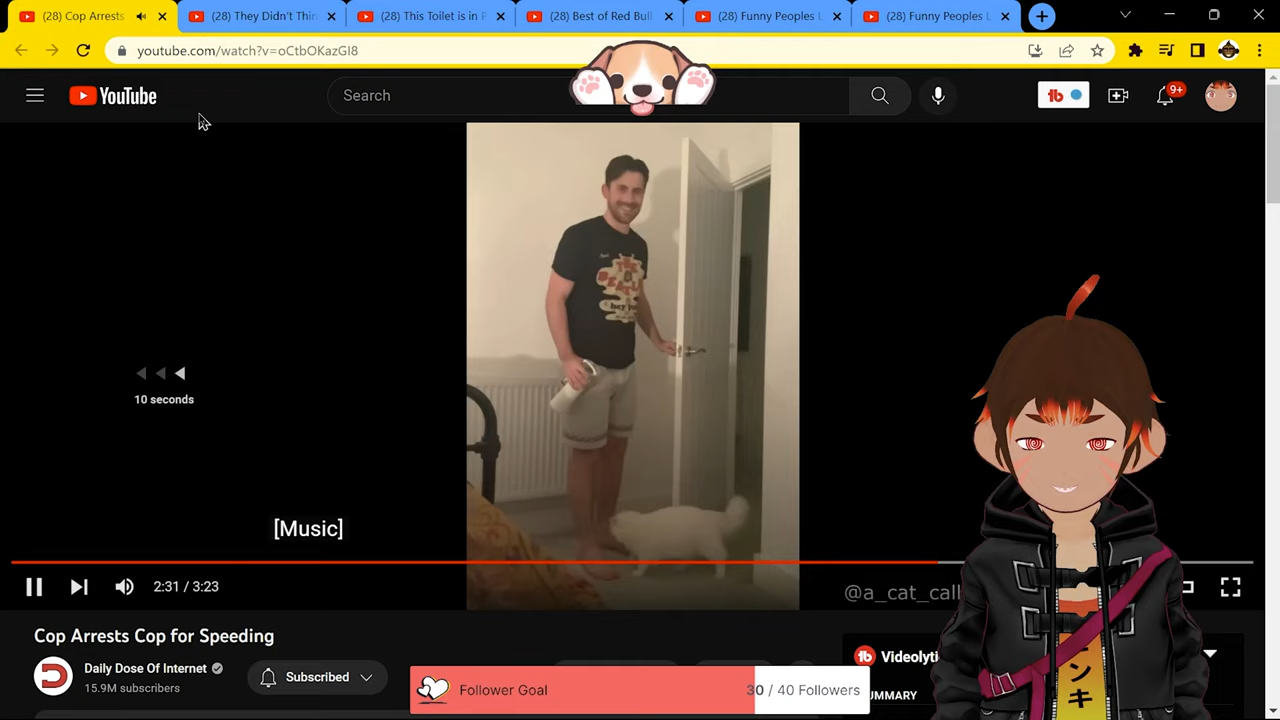 (28) Cop Arrests
(28) They Didn't Thin
(28) This Toilet is in
(28) Best of Red Bull
(28) Funny Peoples L
(28) Funny Peoples L
youtube.com/watch?v=oCtbOKazGI8
YouTube
Search
9+
10 seconds
[Music]
2:31 / 3:23
@a_cat_call
Cop Arrests Cop for Speeding
Daily Dose Of Internet
15.9M subscribers
Subscribed
Follower Goal
30 / 40 Followers
Videolyti
UMMARY
ンキ